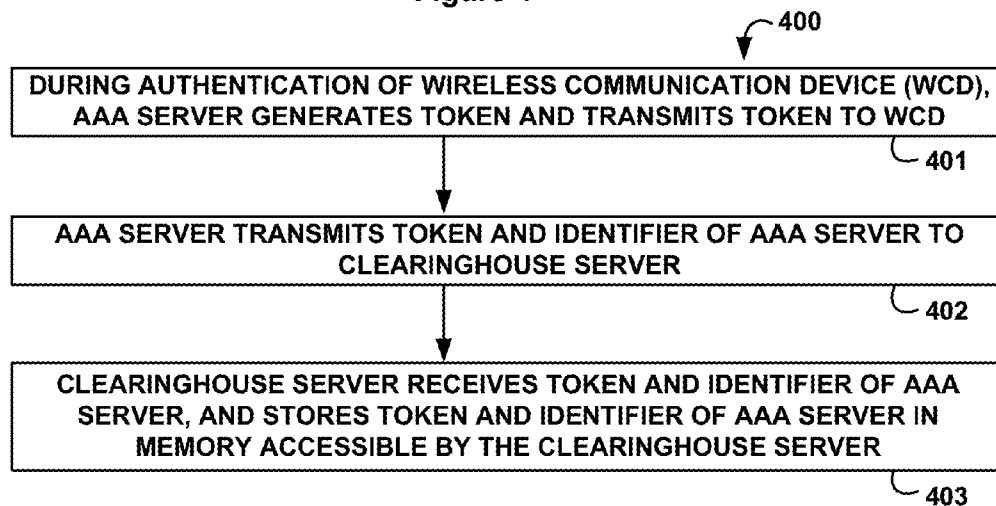 400
DURING AUTHENTICATION OF WIRELESS COMMUNICATION DEVICE (WCD),
AAA SERVER GENERATES TOKEN AND TRANSMITS TOKEN TO WCD
401
AAA SERVER TRANSMITS TOKEN AND IDENTIFIER OF AAA SERVER TO
CLEARINGHOUSE SERVER
402
CLEARINGHOUSE SERVER RECEIVES TOKEN AND IDENTIFIER OF AAA
SERVER, AND STORES TOKEN AND IDENTIFIER OF AAA SERVER IN
MEMORY ACCESSIBLE BY THE CLEARINGHOUSE SERVER
403